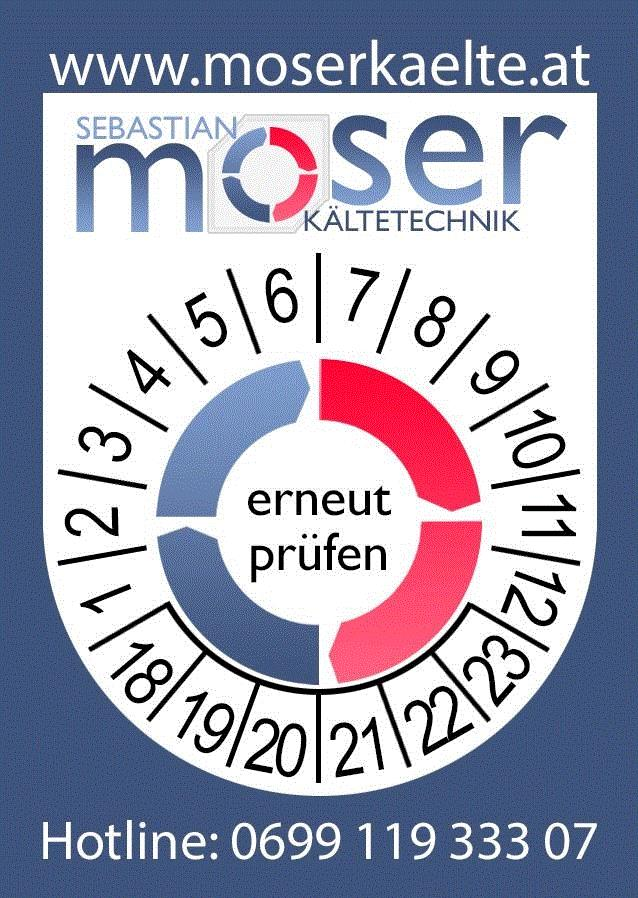 www.moserkaelte.at
SEBASTIAN
moser
KÄLTETECHNIK
1 2 3 4 5 6 7 8 9 10 11 12
erneut
prüfen
18 19 20 21 22 23
Hotline: 0699 119 333 07